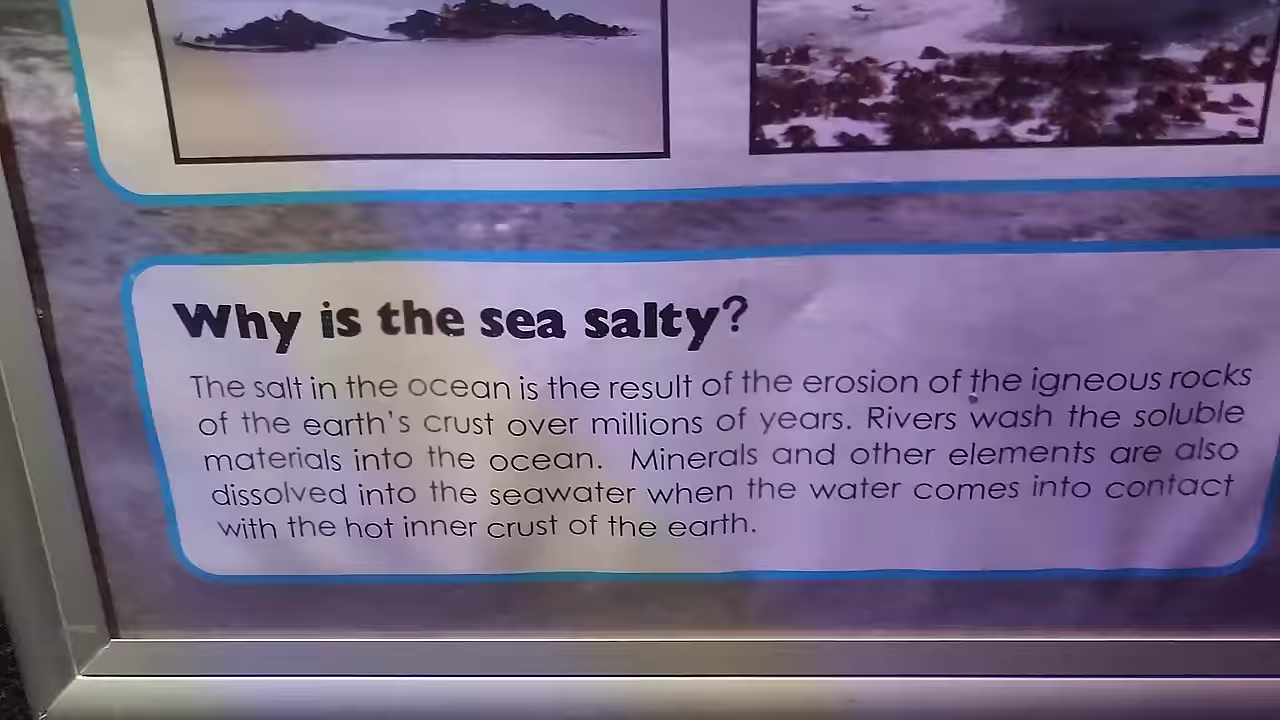 Why is the sea salty?
The salt in the ocean is the result of the erosion of the igneous rocks
of the earth's crust over millions of years. Rivers wash the soluble
materials into the ocean. Minerals and other elements are also
dissolved into the seawater when the water comes into contact
with the hot inner crust of the earth.